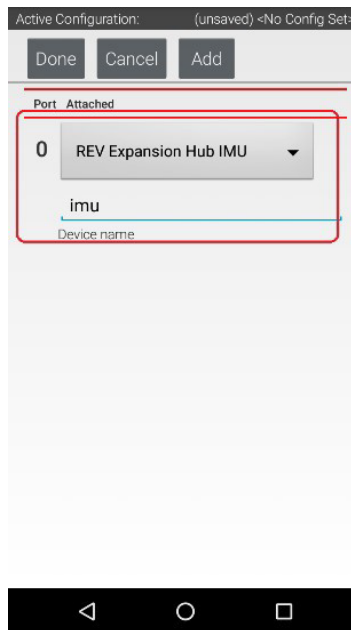 Active Configuration: (unsaved) <No Config Set>
Done Cancel Add
Port Attached
0 REV Expansion Hub IMU
imu
Device name